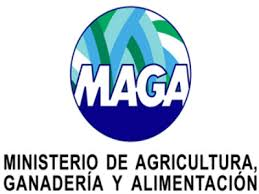 MAGA
MINISTERIO DE AGRICULTURA,
GANADERÍA Y ALIMENTACIÓN